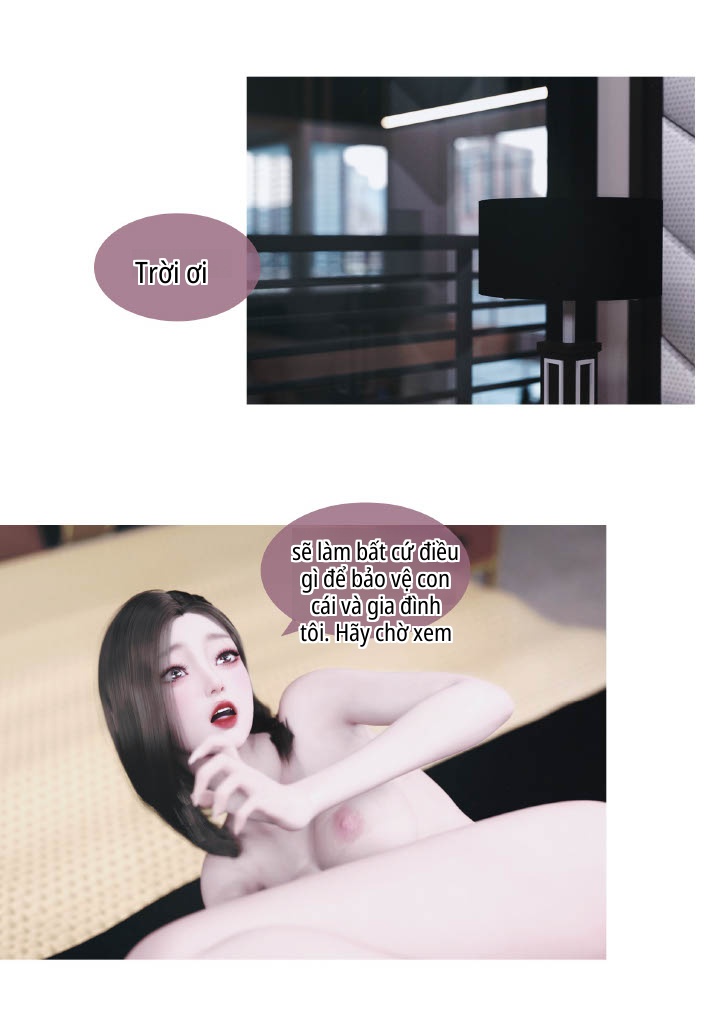 Trời ơi
sẽ làm bất cứ điều
gì để bảo vệ con
cái và gia đình
tôi. Hãy chờ xem